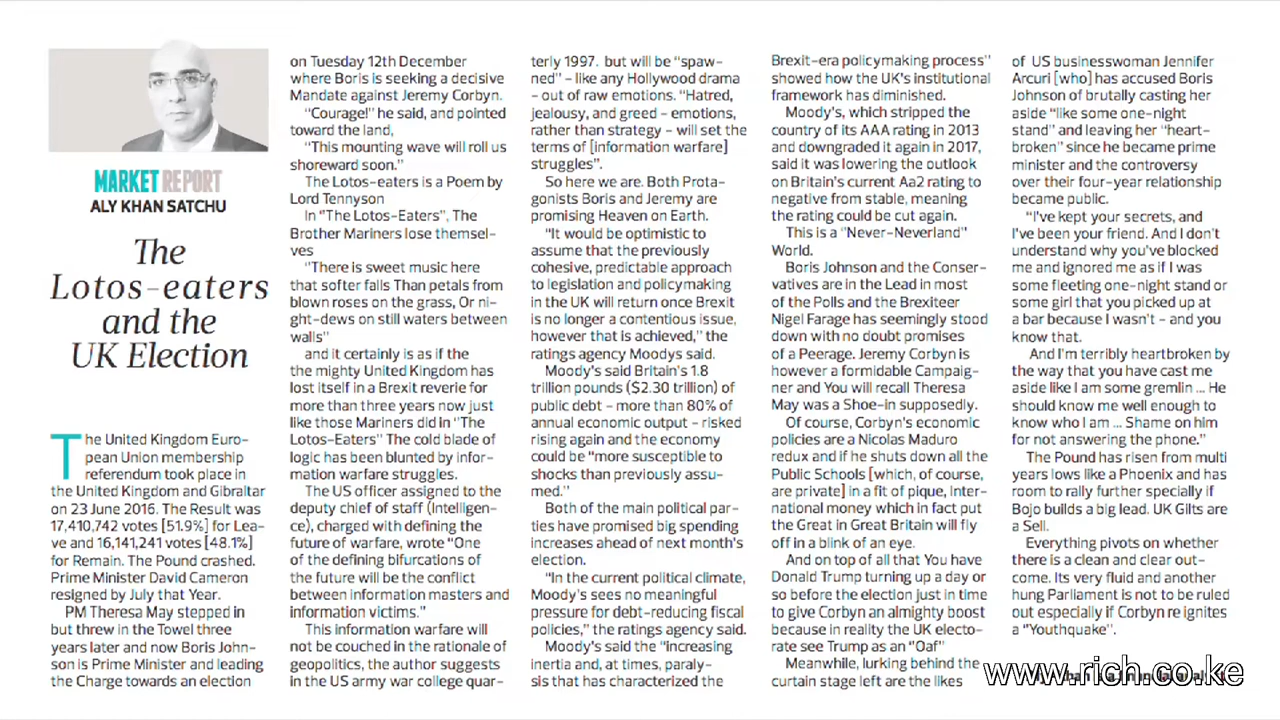 MARKET REPORT
ALY KHAN SATCHU
The
Lotos-eaters
and the
UK Election
The United Kingdom Euro-
pean Union membership
referendum took place in
the United Kingdom and Gibraltar
on 23 June 2016. The Result was
17,410,742 votes [51.9%] for Lea-
ve and 16,141,241 votes [48.1%]
for Remain. The Pound crashed.
Prime Minister David Cameron
resigned by July that Year.
PM Theresa May stepped in
but threw in the Towel three
years later and now Boris John-
son is Prime Minister and leading
the Charge towards an election
on Tuesday 12th December
where Boris is seeking a decisive
Mandate against Jeremy Corbyn.
"Courage!" he said, and pointed
toward the land,
"This mounting wave will roll us
shoreward soon."
The Lotos-eaters is a Poem by
Lord Tennyson
In "The Lotos-Eaters", The
Brother Mariners lose themsel-
ves
"There is sweet music here
that softer falls Than petals from
blown roses on the grass, Or ni-
ght-dews on still waters between
walls"
and it certainly is as if the
the mighty United Kingdom has
lost itself in a Brexit reverie for
more than three years now just
like those Mariners did in "The
Lotos-Eaters" The cold blade of
logic has been blunted by infor-
mation warfare struggles.
The US officer assigned to the
deputy chief of staff (Intelligen-
ce), charged with defining the
future of warfare, wrote "One
of the defining bifurcations of
the future will be the conflict
between information masters and
information victims."
This information warfare will
not be couched in the rationale of
geopolitics, the author suggests
in the US army war college quar-
terly 1997. but will be "spaw-
ned" - like any Hollywood drama
- out of raw emotions. "Hatred,
jealousy, and greed - emotions,
rather than strategy - will set the
terms of [information warfare]
struggles".
So here we are. Both Prota-
gonists Boris and Jeremy are
promising Heaven on Earth.
"It would be optimistic to
assume that the previously
cohesive, predictable approach
to legislation and policymaking
in the UK will return once Brexit
is no longer a contentious issue,
however that is achieved," the
ratings agency Moodys said.
Moody's said Britain's 1.8
trillion pounds ($2.30 trillion) of
public debt - more than 80% of
annual economic output - risked
rising again and the economy
could be "more susceptible to
shocks than previously assu-
med."
Both of the main political par-
ties have promised big spending
increases ahead of next month's
election.
"In the current political climate,
Moody's sees no meaningful
pressure for debt-reducing fiscal
policies," the ratings agency said.
Moody's said the "increasing
inertia and, at times, paraly-
sis that has characterized the
Brexit-era policymaking process"
showed how the UK's institutional
framework has diminished.
Moody's, which stripped the
country of its AAA rating in 2013
and downgraded it again in 2017,
said it was lowering the outlook
on Britain's current Aa2 rating to
negative from stable, meaning
the rating could be cut again.
This is a "Never-Neverland"
World.
Boris Johnson and the Conser-
vatives are in the Lead in most
of the Polls and the Brexiteer
Nigel Farage has seemingly stood
down with no doubt promises
of a Peerage. Jeremy Corbyn is
however a formidable Campaig-
ner and You will recall Theresa
May was a Shoe-in supposedly.
Of course, Corbyn's economic
policies are a Nicolas Maduro
redux and if he shuts down all the
Public Schools [which, of course,
are private] in a fit of pique, Inter-
national money which in fact put
the Great in Great Britain will fly
off in a blink of an eye.
And on top of all that You have
Donald Trump turning up a day or
so before the election just in time
to give Corbyn an almighty boost
because in reality the UK electo-
rate see Trump as an "Oaf"
Meanwhile, lurking behind the
curtain stage left are the likes
of US businesswoman Jennifer
Arcuri [who] has accused Boris
Johnson of brutally casting her
aside "like some one-night
stand" and leaving her "heart-
broken" since he became prime
minister and the controversy
over their four-year relationship
became public.
"I've kept your secrets, and
I've been your friend. And I don't
understand why you've blocked
me and ignored me as if I was
some fleeting one-night stand or
some girl that you picked up at
a bar because I wasn't - and you
know that.
And I'm terribly heartbroken by
the way that you have cast me
aside like I am some gremlin ... He
should know me well enough to
know who I am ... Shame on him
for not answering the phone."
The Pound has risen from multi
years lows like a Phoenix and has
room to rally further specially if
Bojo builds a big lead. UK Gilts are
a Sell.
Everything pivots on whether
there is a clean and clear out-
come. Its very fluid and another
hung Parliament is not to be ruled
out especially if Corbyn re ignites
a "Youthquake".
www.rich.co.ke